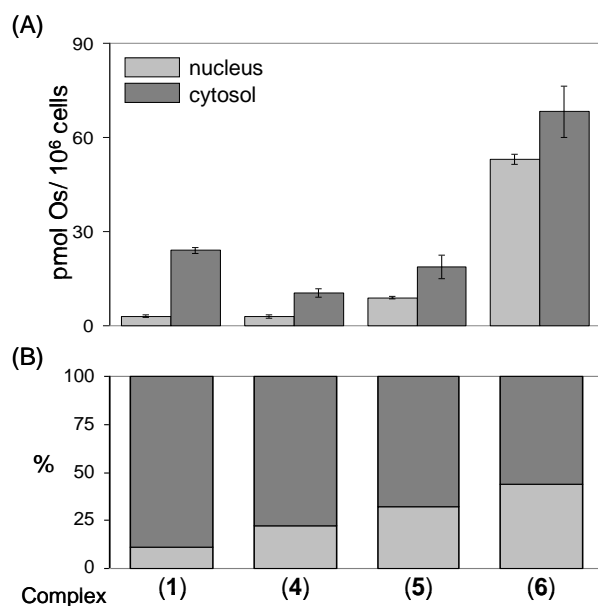 (A)
90
60
30
0
pmol Os/ 10⁶ cells
nucleus
cytosol
(B)
100
75
50
25
0
%
Complex (1) (4) (5) (6)